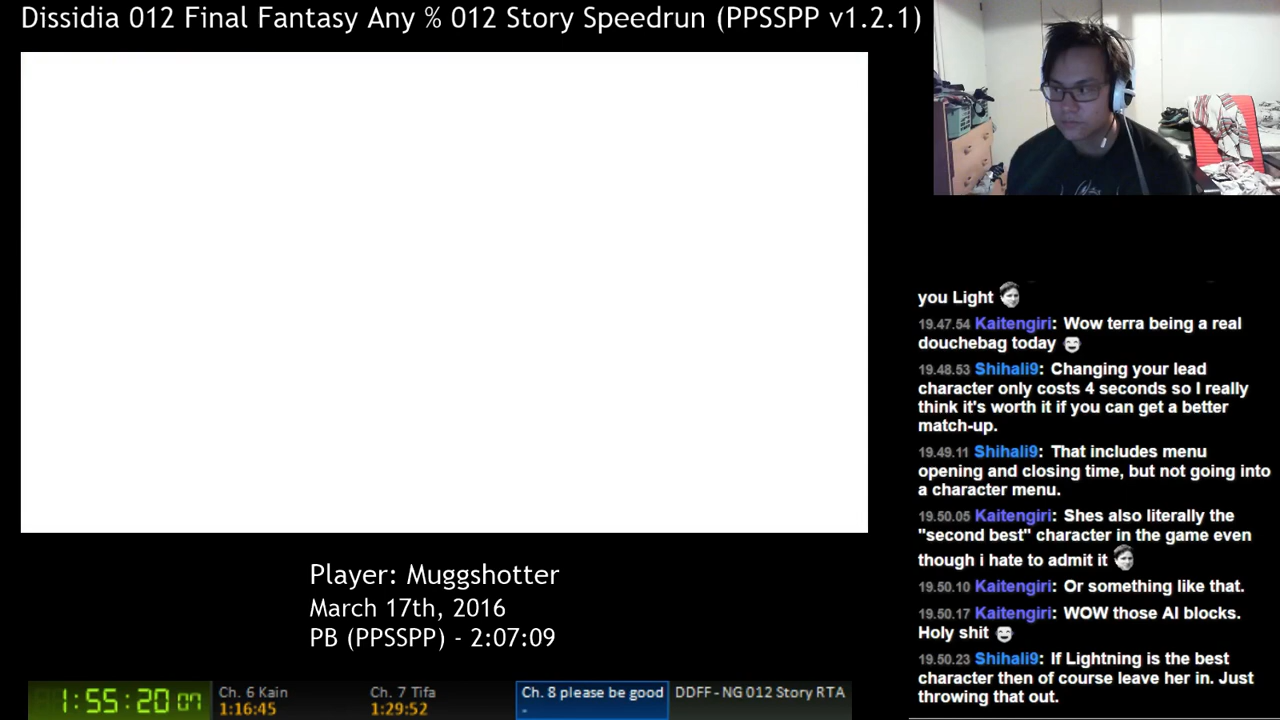 Dissidia 012 Final Fantasy Any % 012 Story Speedrun (PPSSPP v1.2.1)
you Light
19.47.54 Kaitengiri: Wow terra being a real
douchebag today
19.48.53 Shihali9: Changing your lead
character only costs 4 seconds so I really
think it's worth it if you can get a better
match-up.
19.49.11 Shihali9: That includes menu
opening and closing time, but not going into
a character menu.
19.50.05 Kaitengiri: Shes also literally the
"second best" character in the game even
though i hate to admit it
19.50.10 Kaitengiri: Or something like that.
19.50.17 Kaitengiri: WOW those AI blocks.
Holy shit
19.50.23 Shihali9: If Lightning is the best
character then of course leave her in. Just
throwing that out.
Player: Muggshotter
March 17th, 2016
PB (PPSSPP) - 2:07:09
1:55:20 07
Ch. 6 Kain
1:16:45
Ch. 7 Tifa
1:29:52
Ch. 8 please be good
-
DDFF - NG 012 Story RTA